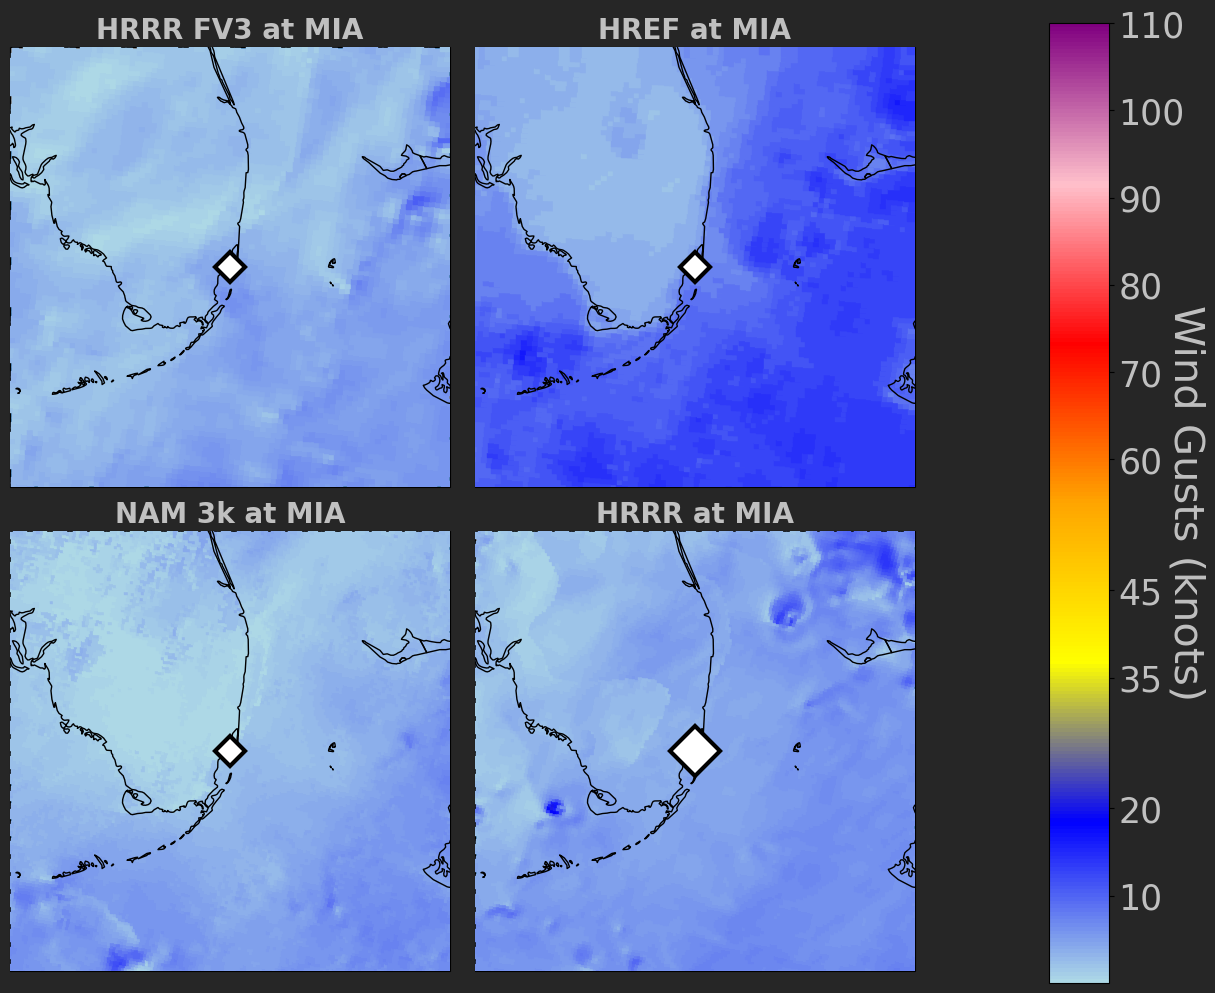 HRRR FV3 at MIA
HREF at MIA
NAM 3k at MIA
HRRR at MIA
110
100
90
80
70
60
45
35
20
10
Wind Gusts (knots)